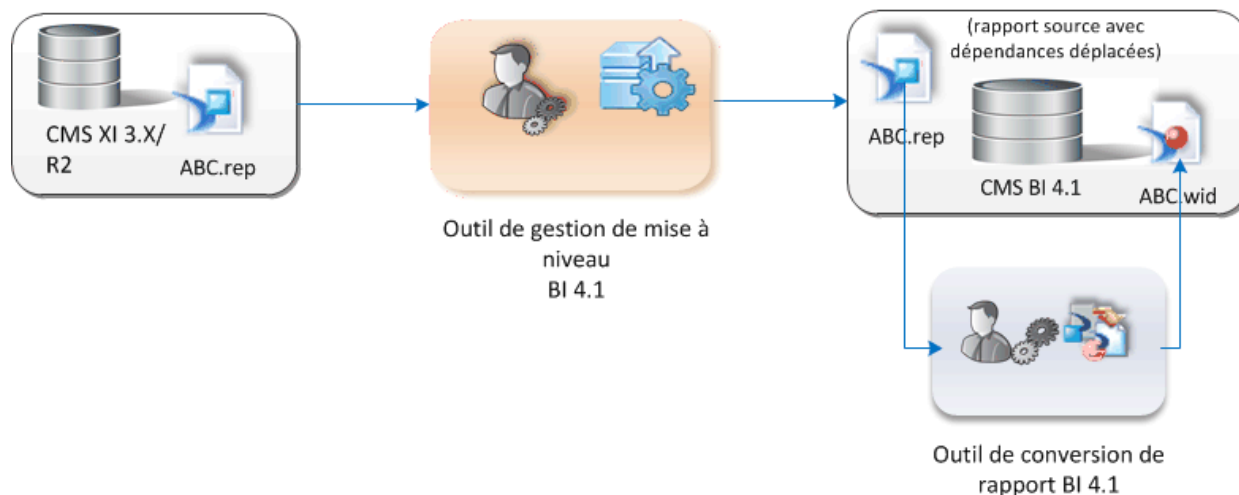 CMS XI 3.X/
R2
ABC.rep
Outil de gestion de mise à
niveau
BI 4.1
(rapport source avec
dépendances déplacées)
ABC.rep
CMS BI 4.1
ABC.wid
Outil de conversion de
rapport BI 4.1